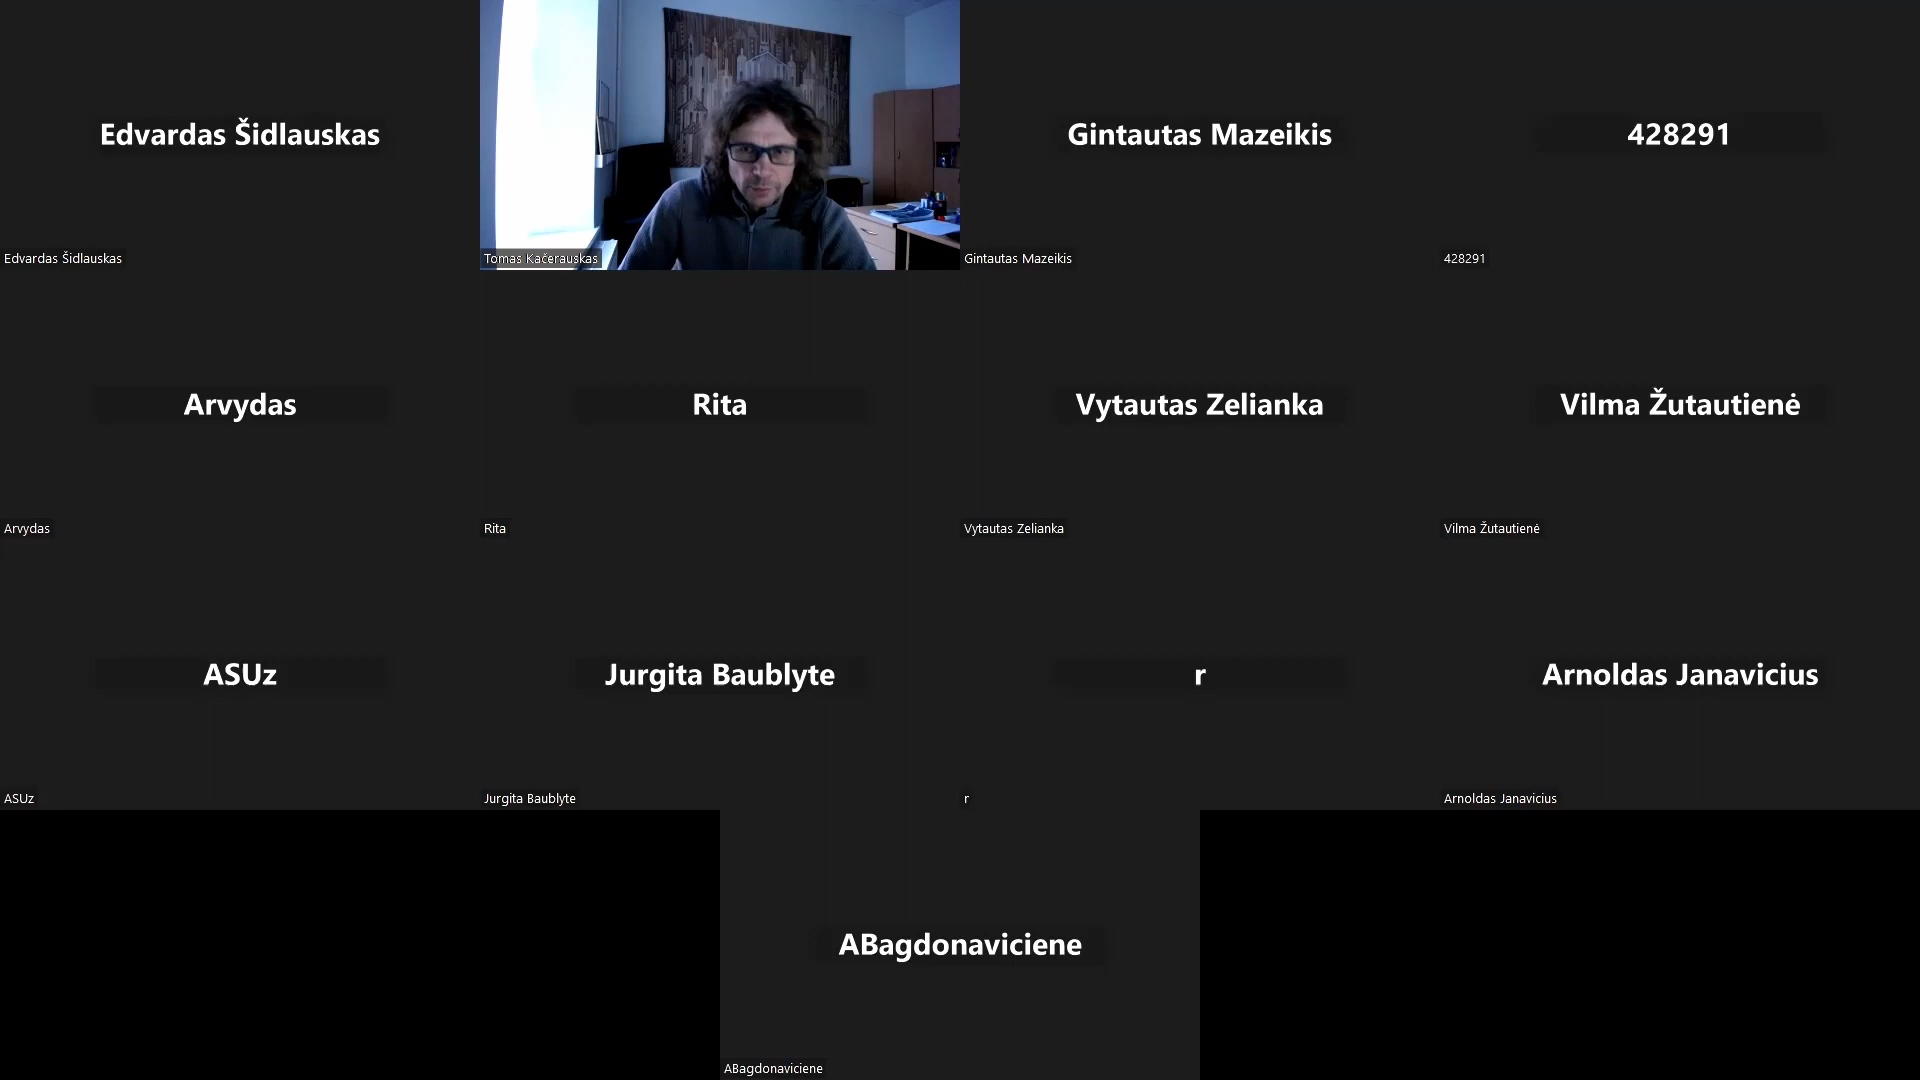 Edvardas Šidlauskas
Edvardas Šidlauskas
Tomas Kačerauskas
Gintautas Mazeikis
Gintautas Mazeikis
428291
428291
Arvydas
Arvydas
Rita
Rita
Vytautas Zelianka
Vytautas Zelianka
Vilma Žutautienė
Vilma Žutautienė
ASUz
ASUz
Jurgita Baublyte
Jurgita Baublyte
r
r
Arnoldas Janavicius
Arnoldas Janavicius
ABagdonaviciene
ABagdonaviciene